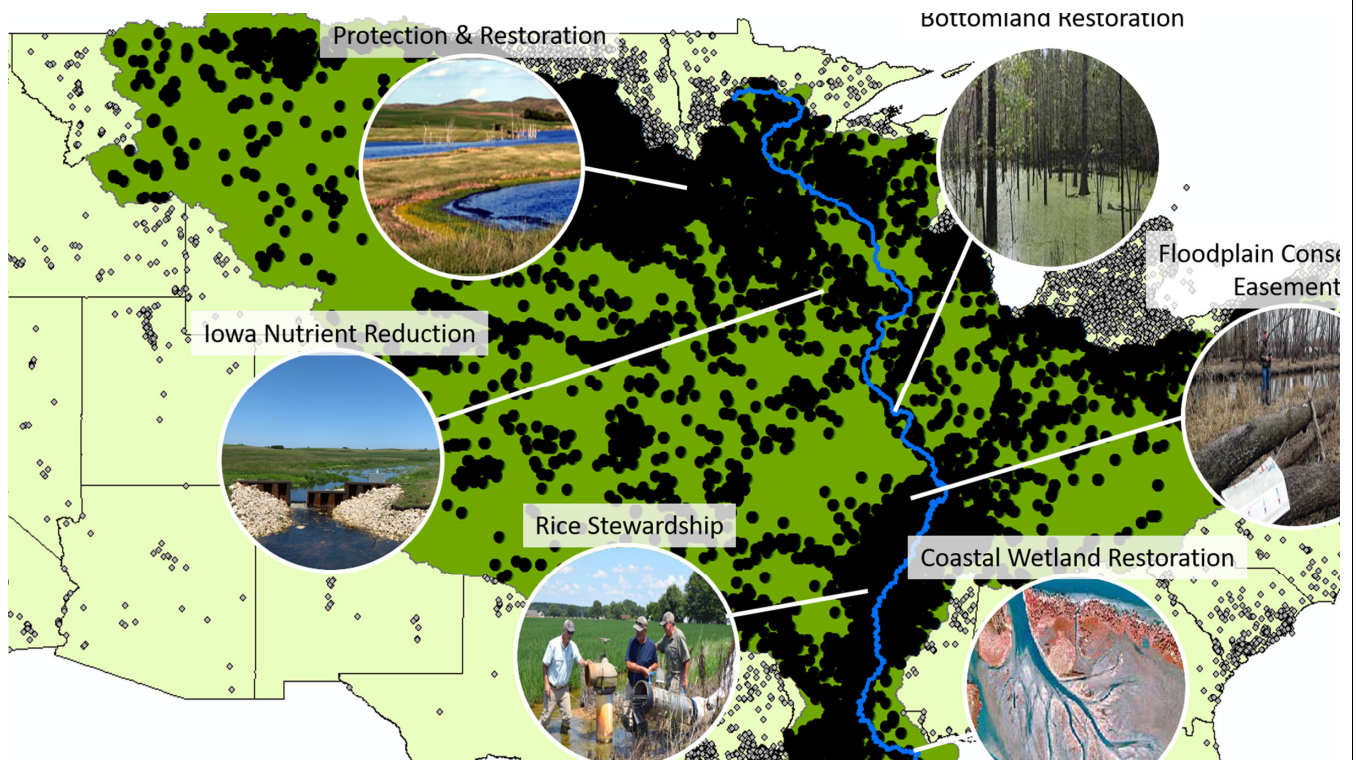 Bottomland Restoration
Protection & Restoration
Floodplain Conse
Easement
Iowa Nutrient Reduction
Rice Stewardship
Coastal Wetland Restoration